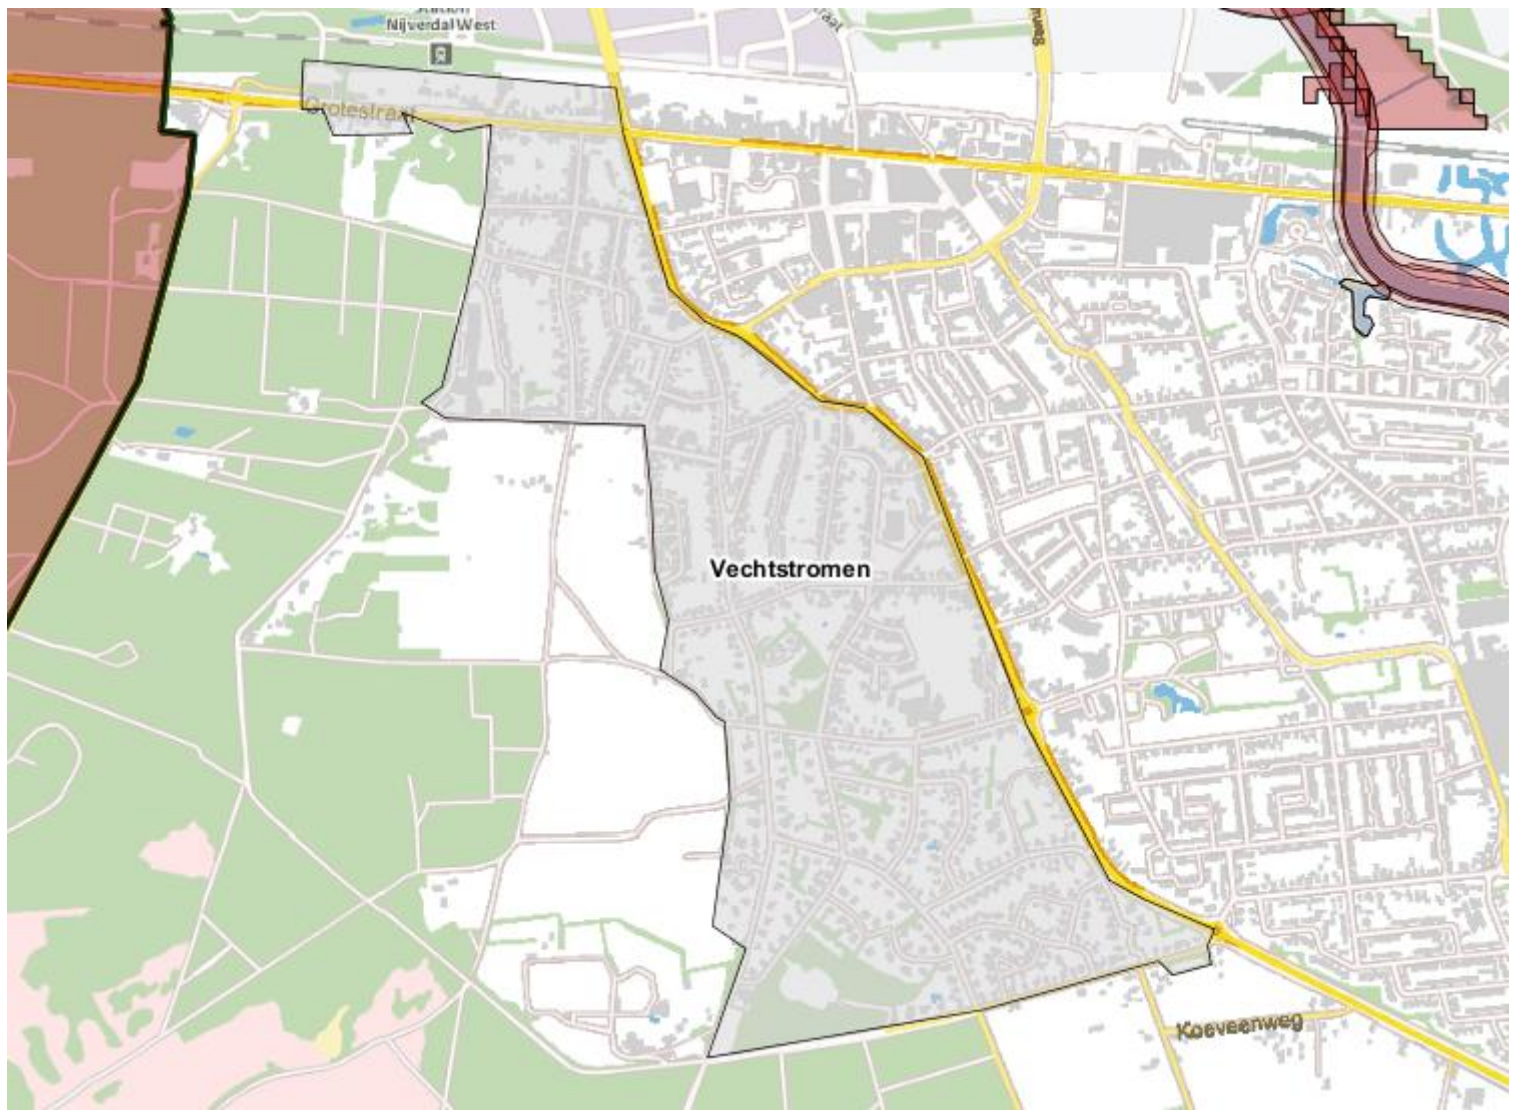 Station
Nijverdal West
Grotestraat
Vechtstromen
Koeveenweg